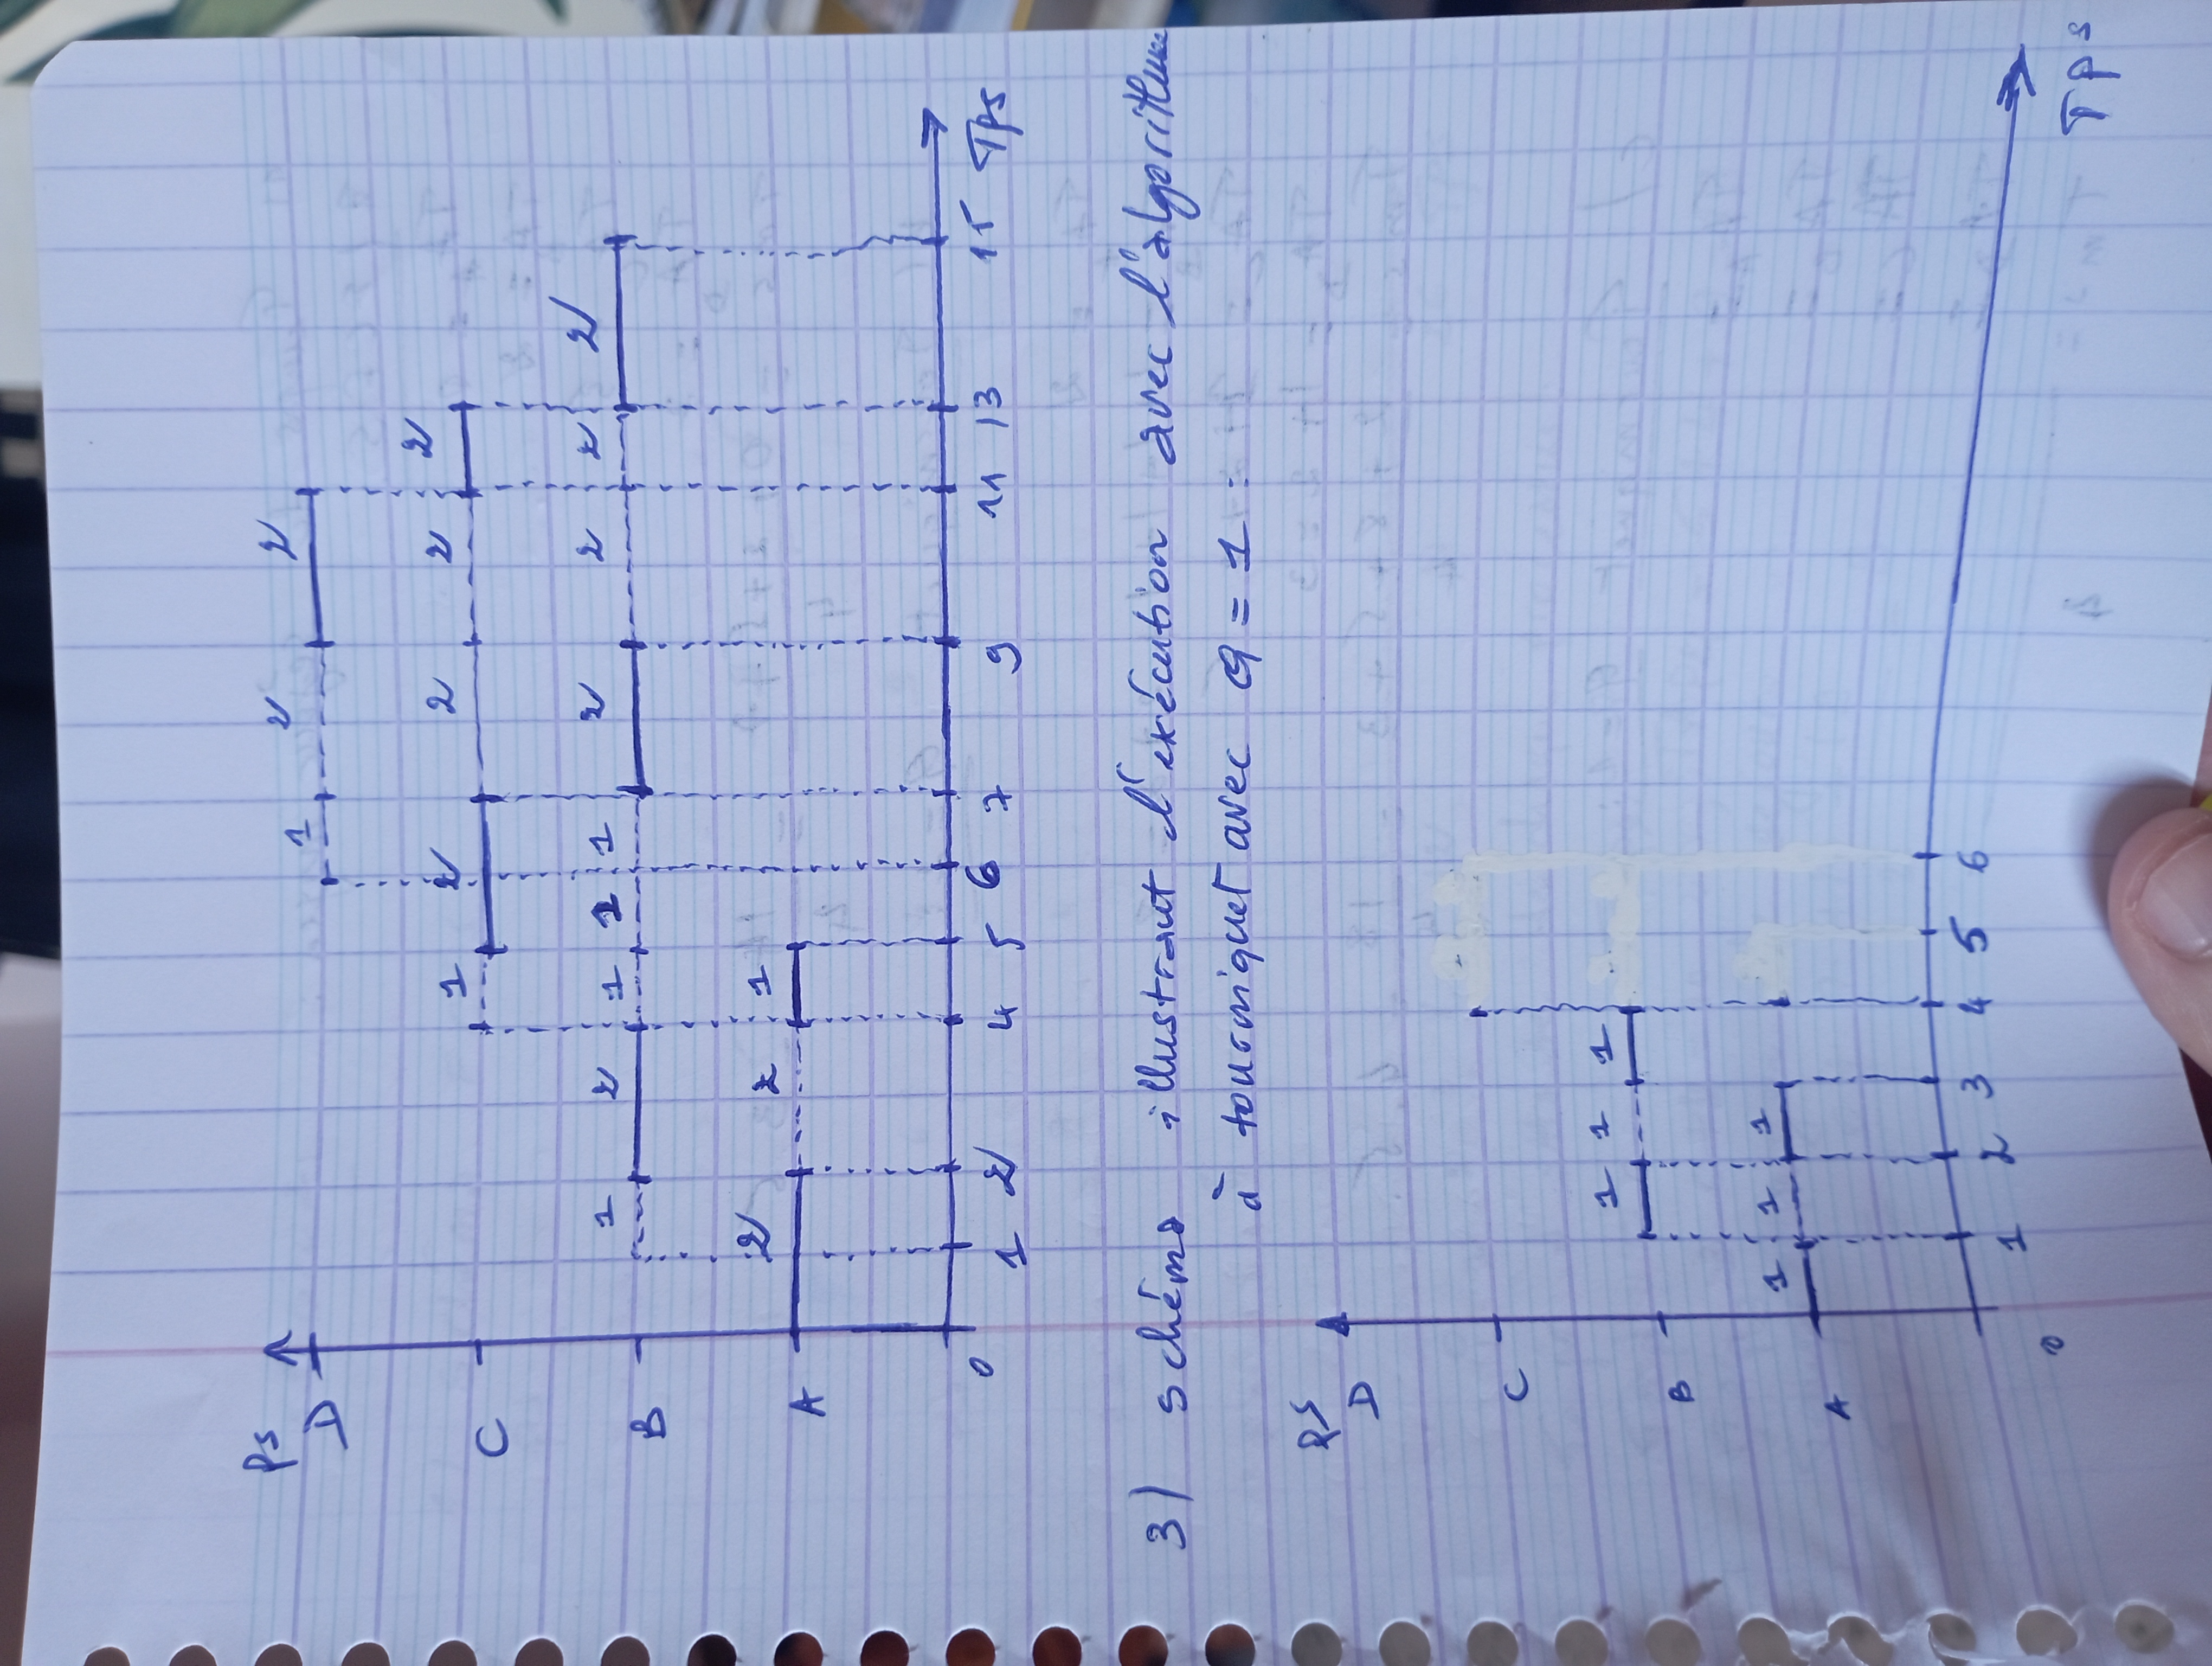 Ps
D 1 2 2
C 1 2 2 2 2
B 1 2 1 1 1 2 2 2 2
A 2 2 1
0 1 2 4 5 6 7 9 11 13 15 Tps
3) schéma illustrant l'exécution avec l'algorithme
à tourniquet avec Q = 1 :
PS
D
C
1 1 1
B
1 1 1
A
0 1 2 3 4 5 6
Tps